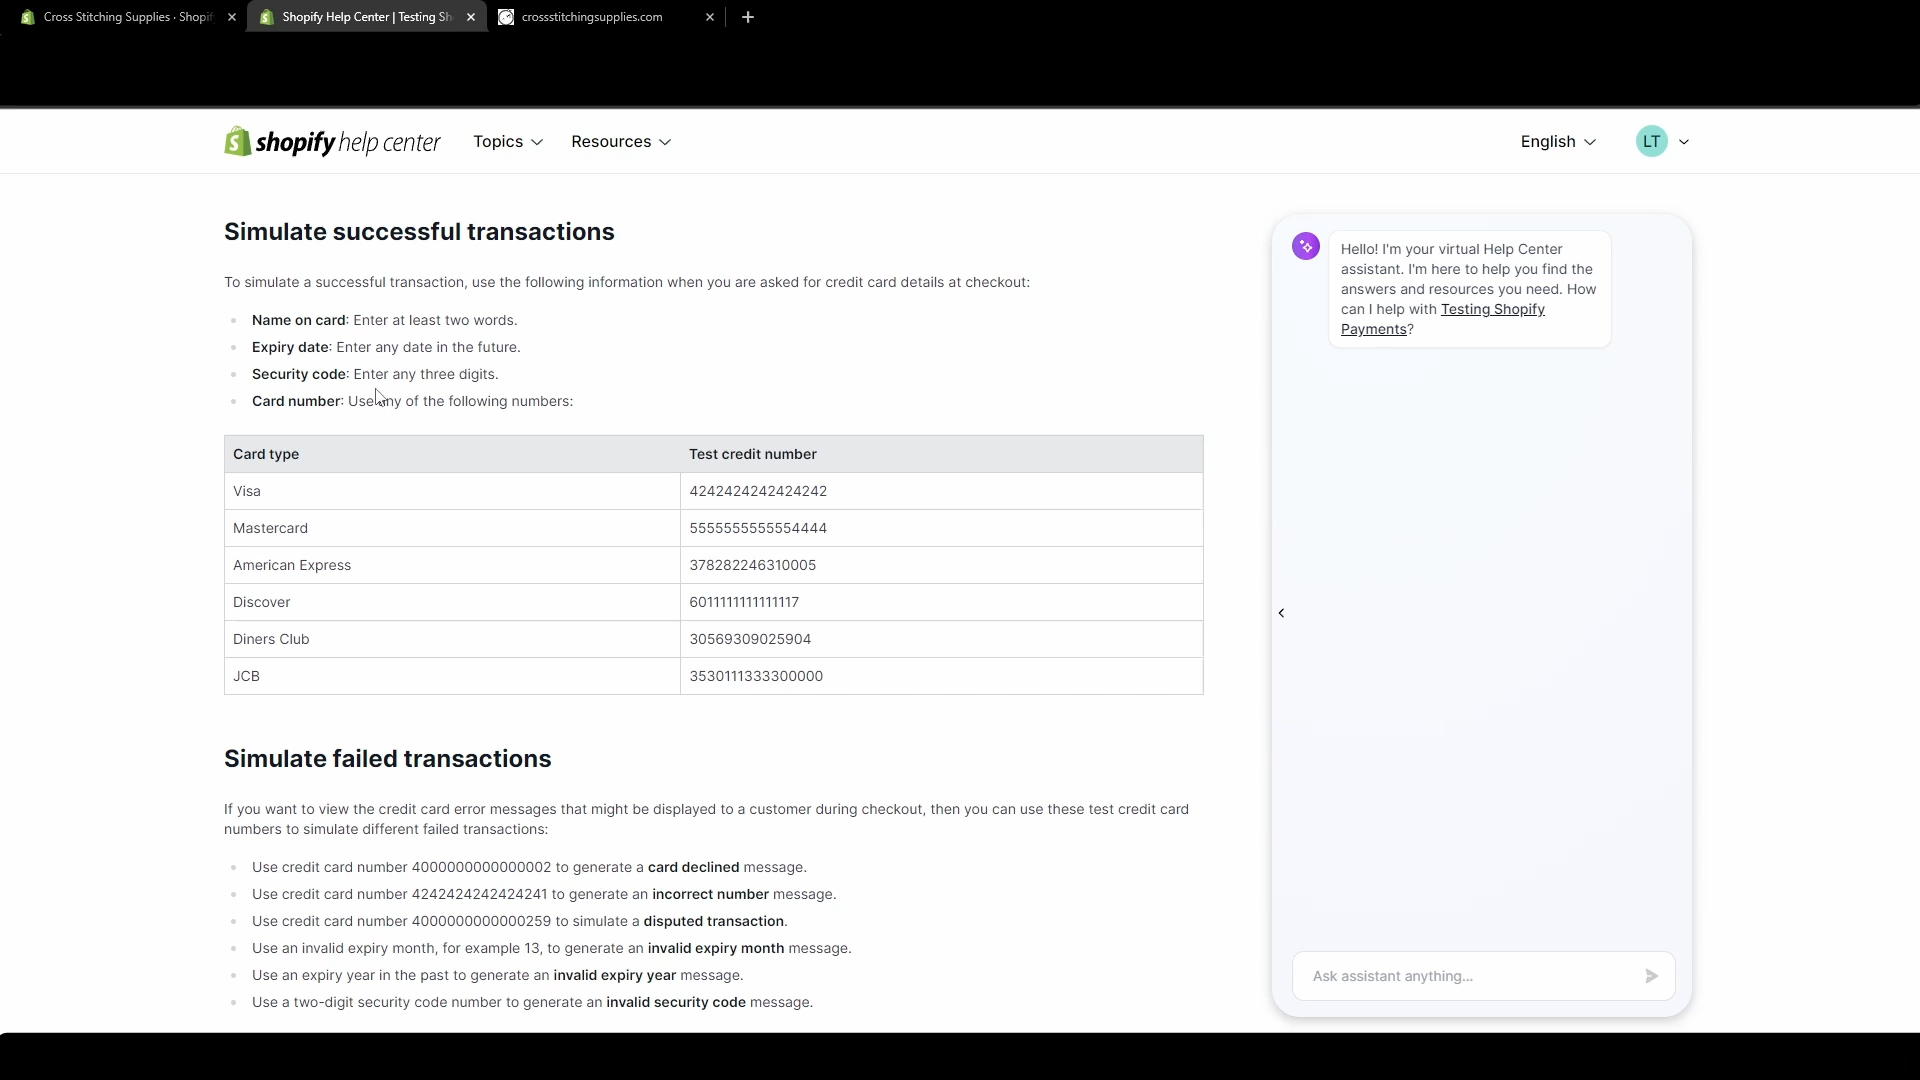 Cross Stitching Supplies · Shopif
Shopify Help Center | Testing Sh
crossstitchingsupplies.com
shopify help center
Topics
Resources
English
LT
Simulate successful transactions
To simulate a successful transaction, use the following information when you are asked for credit card details at checkout:
Name on card: Enter at least two words.
Expiry date: Enter any date in the future.
Security code: Enter any three digits.
Card number: Use any of the following numbers:
Card type Test credit number
Visa 4242424242424242
Mastercard 5555555555554444
American Express 378282246310005
Discover 6011111111111117
Diners Club 30569309025904
JCB 3530111333300000
Simulate failed transactions
If you want to view the credit card error messages that might be displayed to a customer during checkout, then you can use these test credit card
numbers to simulate different failed transactions:
Use credit card number 4000000000000002 to generate a card declined message.
Use credit card number 4242424242424241 to generate an incorrect number message.
Use credit card number 4000000000000259 to simulate a disputed transaction.
Use an invalid expiry month, for example 13, to generate an invalid expiry month message.
Use an expiry year in the past to generate an invalid expiry year message.
Use a two-digit security code number to generate an invalid security code message.
Hello! I'm your virtual Help Center
assistant. I'm here to help you find the
answers and resources you need. How
can I help with Testing Shopify
Payments?
Ask assistant anything...